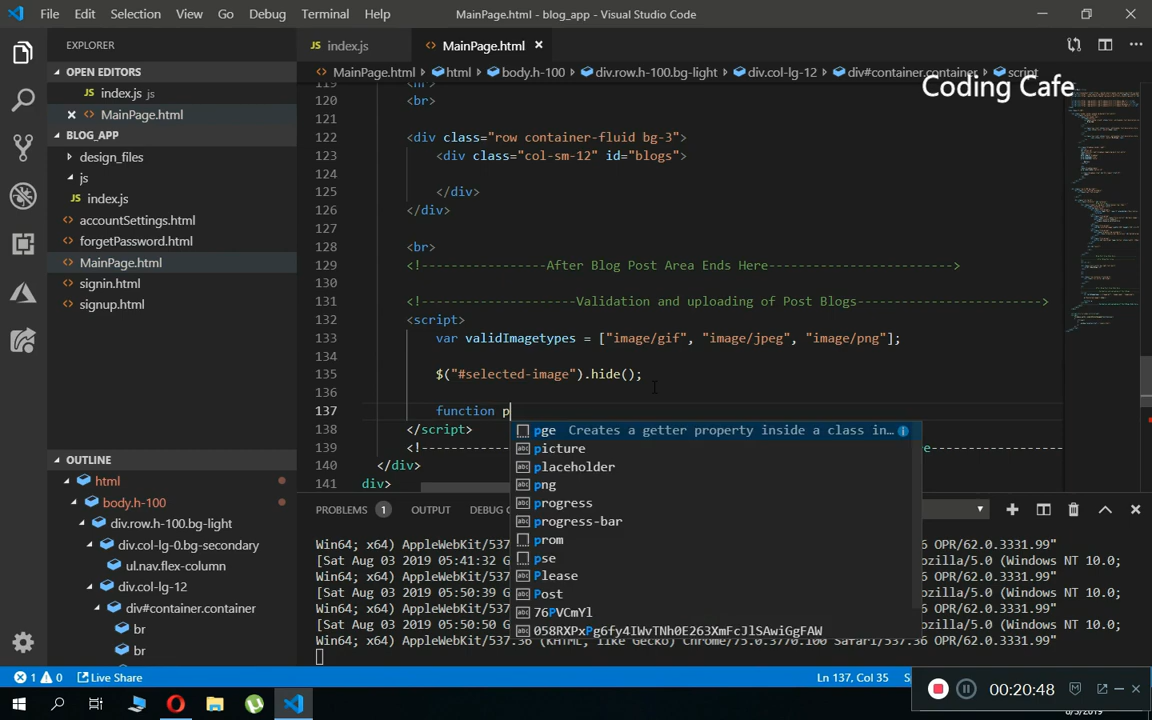 File Edit Selection View Go Debug Terminal Help MainPage.html - blog_app - Visual Studio Code
EXPLORER
OPEN EDITORS
JS index.js js
<> MainPage.html
BLOG_APP
design_files
js
JS index.js
<> accountSettings.html
<> forgetPassword.html
<> MainPage.html
<> signin.html
<> signup.html
OUTLINE
html
body.h-100
div.row.h-100.bg-light
div.col-lg-0.bg-secondary
ul.nav.flex-column
div.col-lg-12
div#container.container
br
br
JS index.js <> MainPage.html
<> MainPage.html › html › body.h-100 › div.row.h-100.bg-light › div.col-lg-12 › div#container.container › script
Coding Cafe
119 <hr>
120 <br>
121
122 <div class="row container-fluid bg-3">
123 <div class="col-sm-12" id="blogs">
124
125 </div>
126 </div>
127
128 <br>
129 <!----------------After Blog Post Area Ends Here------------------------>
130
131 <!--------------------Validation and uploading of Post Blogs------------------------>
132 <script>
133 var validImagetypes = ["image/gif", "image/jpeg", "image/png"];
134
135 $("#selected-image").hide();
136
137 function p
138 </script>
139 <!----------
140 </div>
141 div>
pge Creates a getter property inside a class in...
picture
placeholder
png
progress
progress-bar
prom
pse
Please
Post
76PVCmYl
058RXPxPg6fy4IWvTNh0E263XmFcJlSAwiGgFAW
PROBLEMS 1 OUTPUT DEBUG C
Win64; x64) AppleWebKit/537 6 OPR/62.0.3331.99"
[Sat Aug 03 2019 05:41:32 G ozilla/5.0 (Windows NT 10.0;
Win64; x64) AppleWebKit/537 6 OPR/62.0.3331.99"
[Sat Aug 03 2019 05:50:39 G ozilla/5.0 (Windows NT 10.0;
Win64; x64) AppleWebKit/537 6 OPR/62.0.3331.99"
[Sat Aug 03 2019 05:50:50 G ozilla/5.0 (Windows NT 10.0;
Win64; x64) AppleWebKit/537.36 (KHTML, like Gecko) Chrome/75.0.3770.100 Safari/537.36 OPR/62.0.3331.99"
1 0 Live Share Ln 137, Col 35 S
00:20:48
8/3/2019